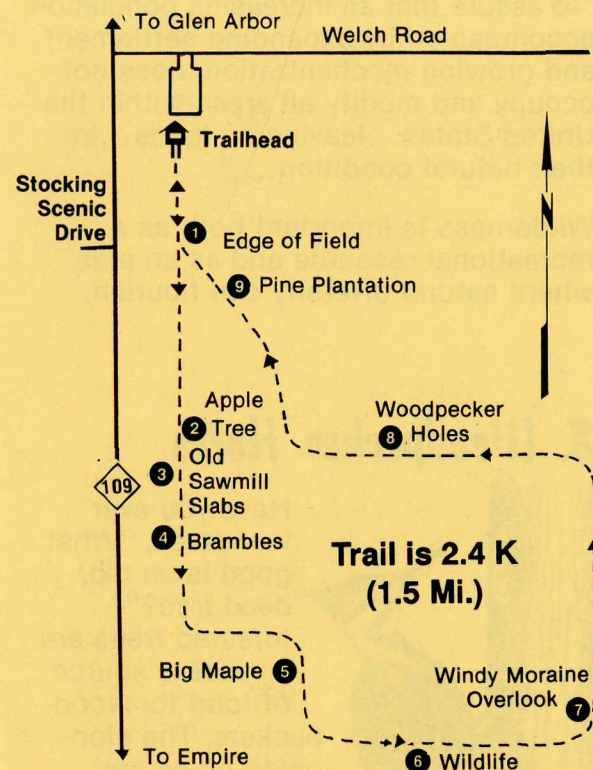 To Glen Arbor
Welch Road
Trailhead
Stocking
Scenic
Drive
1 Edge of Field
9 Pine Plantation
Apple
2 Tree
Woodpecker
8 Holes
3 Old
Sawmill
Slabs
109
4 Brambles
N
Trail is 2.4 K
(1.5 Mi.)
Big Maple 5
Windy Moraine
Overlook 7
To Empire
6 Wildlife